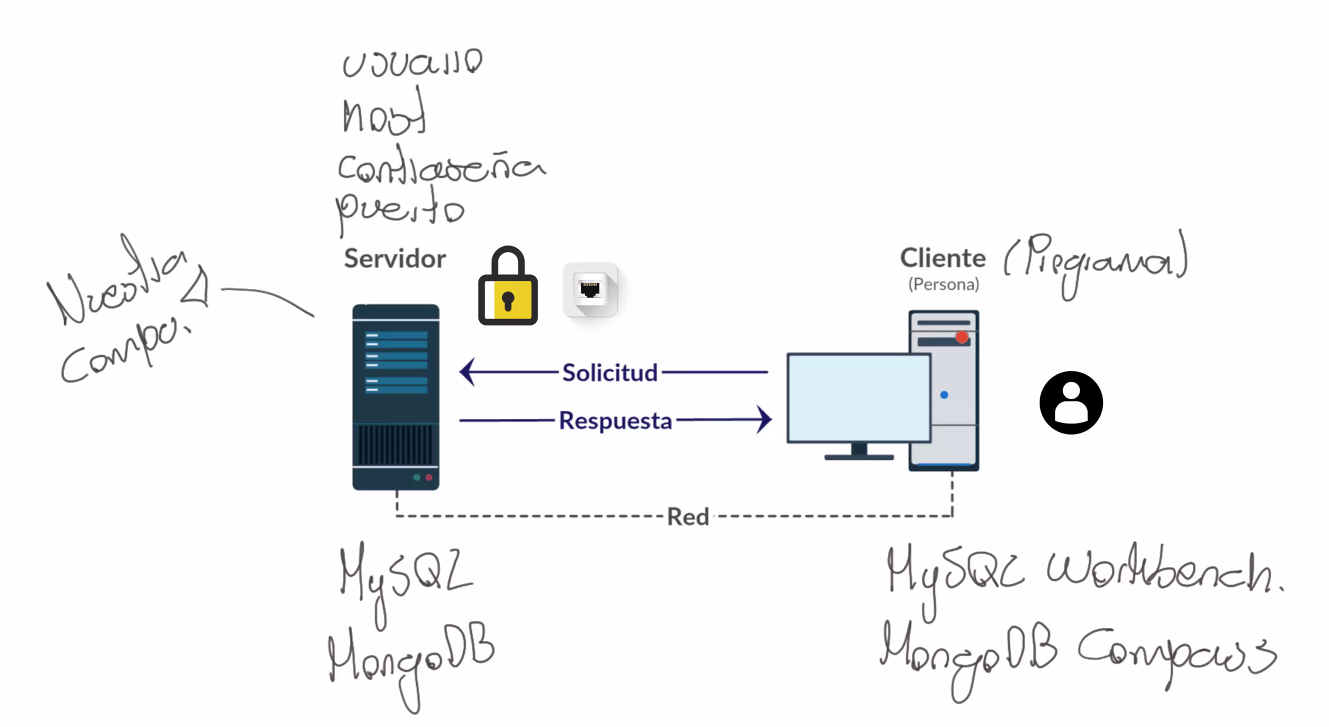 usuario
host
contraseña
puerto
Servidor
Cliente (Programa)
(Persona)
Nuestra
compu.
Solicitud
Respuesta
Red
MySQL
MongoDB
MySQL Workbench.
MongoDB Compass